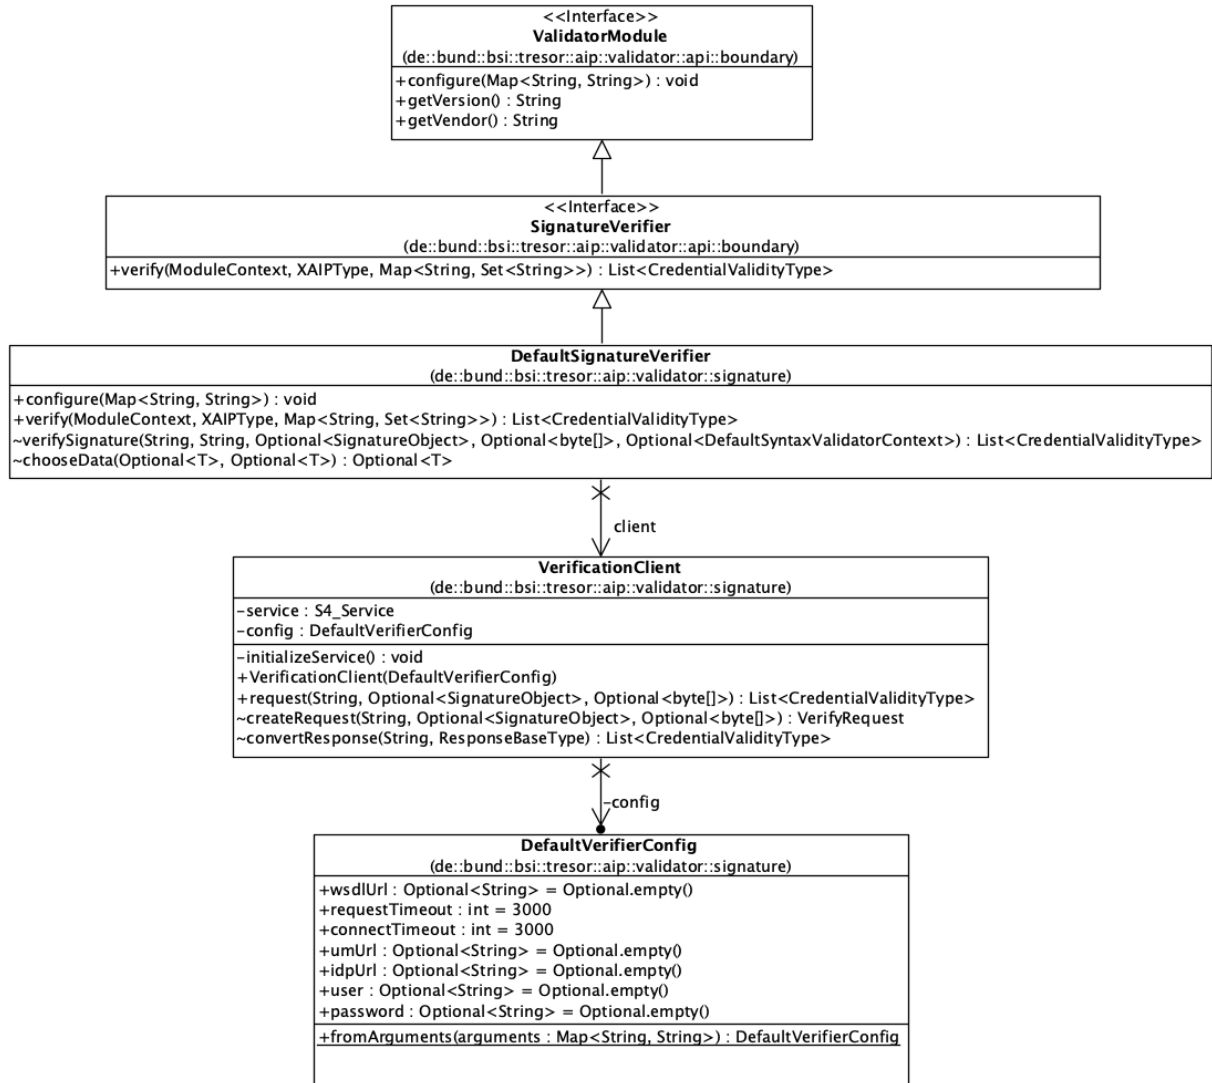 <<Interface>>
ValidatorModule
(de::bund::bsi::tresor::aip::validator::api::boundary)
+configure(Map<String, String>) : void
+getVersion() : String
+getVendor() : String
<<Interface>>
SignatureVerifier
(de::bund::bsi::tresor::aip::validator::api::boundary)
+verify(ModuleContext, XAIPType, Map<String, Set<String>>) : List<CredentialValidityType>
DefaultSignatureVerifier
(de::bund::bsi::tresor::aip::validator::signature)
+configure(Map<String, String>) : void
+verify(ModuleContext, XAIPType, Map<String, Set<String>>) : List<CredentialValidityType>
~verifySignature(String, String, Optional<SignatureObject>, Optional<byte[]>, Optional<DefaultSyntaxValidatorContext>) : List<CredentialValidityType>
~chooseData(Optional<T>, Optional<T>) : Optional<T>
client
VerificationClient
(de::bund::bsi::tresor::aip::validator::signature)
-service : S4_Service
-config : DefaultVerifierConfig
-initializeService() : void
+VerificationClient(DefaultVerifierConfig)
+request(String, Optional<SignatureObject>, Optional<byte[]>) : List<CredentialValidityType>
~createRequest(String, Optional<SignatureObject>, Optional<byte[]>) : VerifyRequest
~convertResponse(String, ResponseBaseType) : List<CredentialValidityType>
-config
DefaultVerifierConfig
(de::bund::bsi::tresor::aip::validator::signature)
+wsdlUrl : Optional<String> = Optional.empty()
+requestTimeout : int = 3000
+connectTimeout : int = 3000
+umUrl : Optional<String> = Optional.empty()
+idpUrl : Optional<String> = Optional.empty()
+user : Optional<String> = Optional.empty()
+password : Optional<String> = Optional.empty()
+fromArguments(arguments : Map<String, String>) : DefaultVerifierConfig